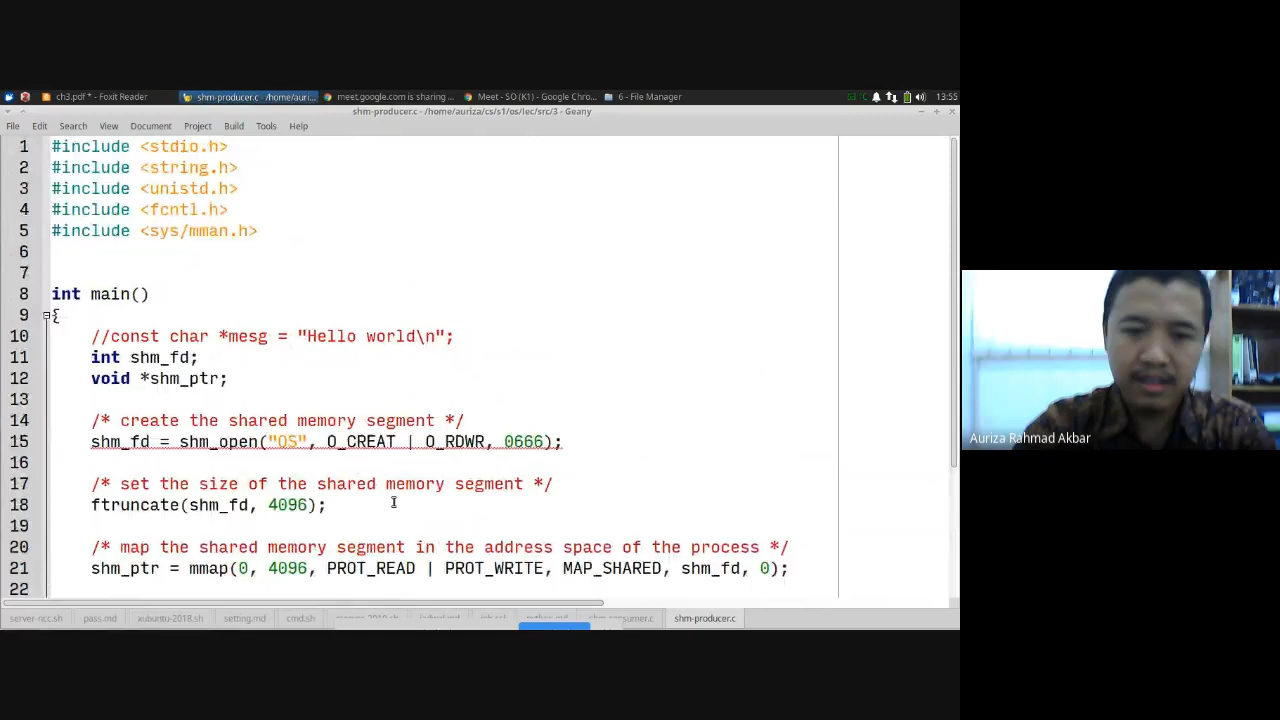 ch3.pdf * - Foxit Reader
shm-producer.c - /home/auri...
meet.google.com is sharing ...
Meet - SO (K1) - Google Chro...
6 - File Manager
13:55
shm-producer.c - /home/auriza/cs/s1/os/lec/src/3 - Geany
File Edit Search View Document Project Build Tools Help
1 #include <stdio.h>
2 #include <string.h>
3 #include <unistd.h>
4 #include <fcntl.h>
5 #include <sys/mman.h>
6
7
8 int main()
9 {
10 //const char *mesg = "Hello world\n";
11 int shm_fd;
12 void *shm_ptr;
13
14 /* create the shared memory segment */
15 shm_fd = shm_open("OS", O_CREAT | O_RDWR, 0666);
16
17 /* set the size of the shared memory segment */
18 ftruncate(shm_fd, 4096);
19
20 /* map the shared memory segment in the address space of the process */
21 shm_ptr = mmap(0, 4096, PROT_READ | PROT_WRITE, MAP_SHARED, shm_fd, 0);
22
server-ncc.sh pass.md xubuntu-2018.sh setting.md cmd.sh shm-consumer.c shm-producer.c
Auriza Rahmad Akbar